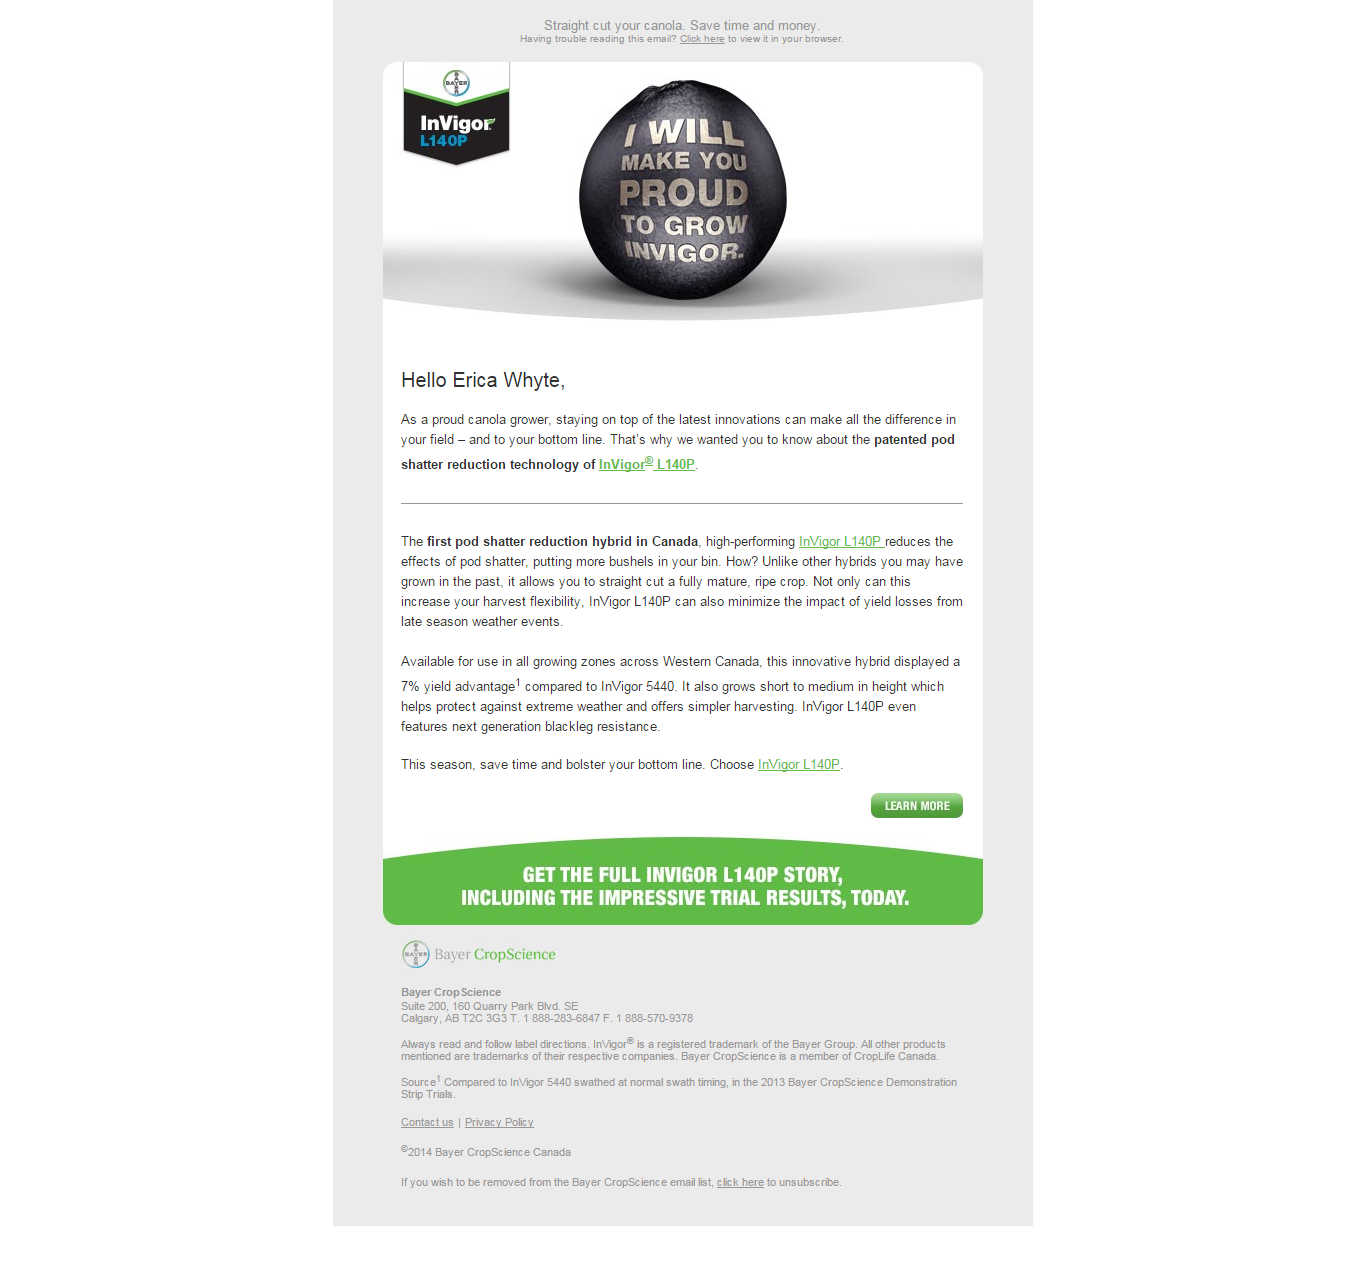 Straight cut your canola. Save time and money.
Having trouble reading this email? Click here to view it in your browser.
BAYER
InVigor
L140P
I WILL
MAKE YOU
PROUD
TO GROW
INVIGOR.
Hello Erica Whyte,
As a proud canola grower, staying on top of the latest innovations can make all the difference in
your field – and to your bottom line. That's why we wanted you to know about the patented pod
shatter reduction technology of InVigor® L140P.
The first pod shatter reduction hybrid in Canada, high-performing InVigor L140P reduces the
effects of pod shatter, putting more bushels in your bin. How? Unlike other hybrids you may have
grown in the past, it allows you to straight cut a fully mature, ripe crop. Not only can this
increase your harvest flexibility, InVigor L140P can also minimize the impact of yield losses from
late season weather events.
Available for use in all growing zones across Western Canada, this innovative hybrid displayed a
7% yield advantage¹ compared to InVigor 5440. It also grows short to medium in height which
helps protect against extreme weather and offers simpler harvesting. InVigor L140P even
features next generation blackleg resistance.
This season, save time and bolster your bottom line. Choose InVigor L140P.
LEARN MORE
GET THE FULL INVIGOR L140P STORY,
INCLUDING THE IMPRESSIVE TRIAL RESULTS, TODAY.
BAYER Bayer CropScience
Bayer CropScience
Suite 200, 160 Quarry Park Blvd. SE
Calgary, AB T2C 3G3 T. 1 888-283-6847 F. 1 888-570-9378
Always read and follow label directions. InVigor® is a registered trademark of the Bayer Group. All other products
mentioned are trademarks of their respective companies. Bayer CropScience is a member of CropLife Canada.
Source¹ Compared to InVigor 5440 swathed at normal swath timing, in the 2013 Bayer CropScience Demonstration
Strip Trials.
Contact us | Privacy Policy
©2014 Bayer CropScience Canada
If you wish to be removed from the Bayer CropScience email list, click here to unsubscribe.